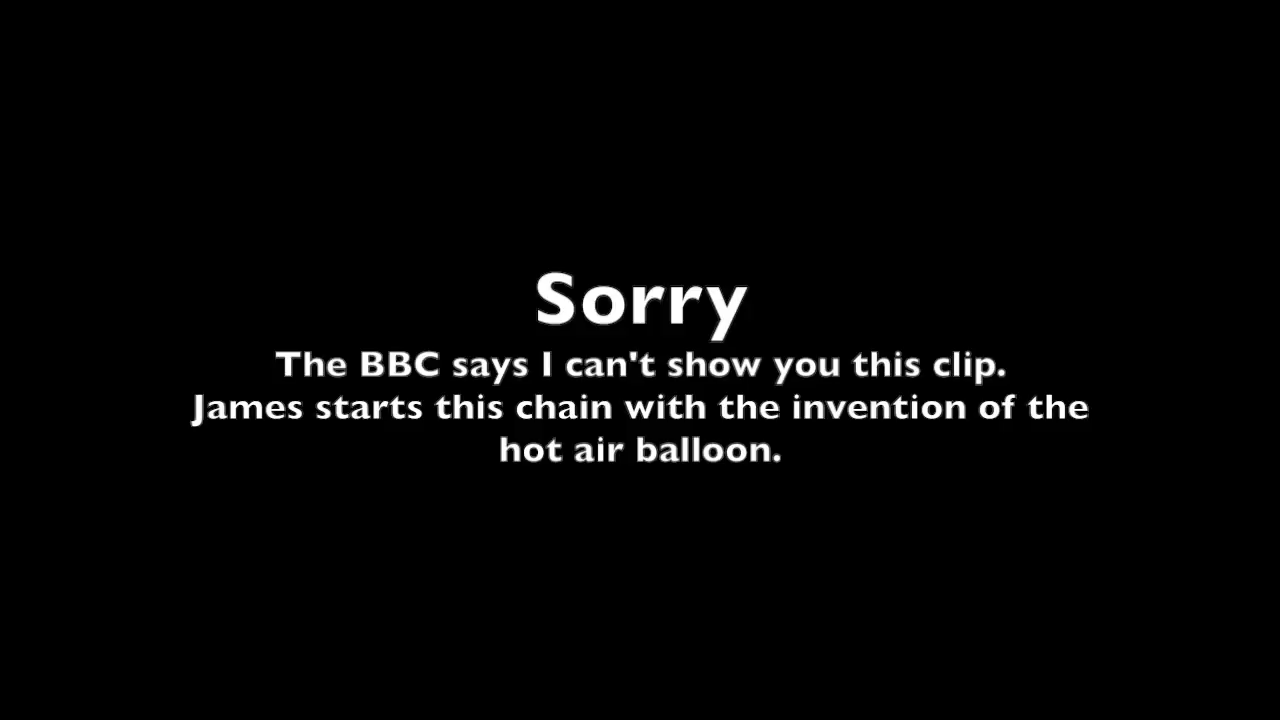 Sorry
The BBC says I can't show you this clip.
James starts this chain with the invention of the
hot air balloon.